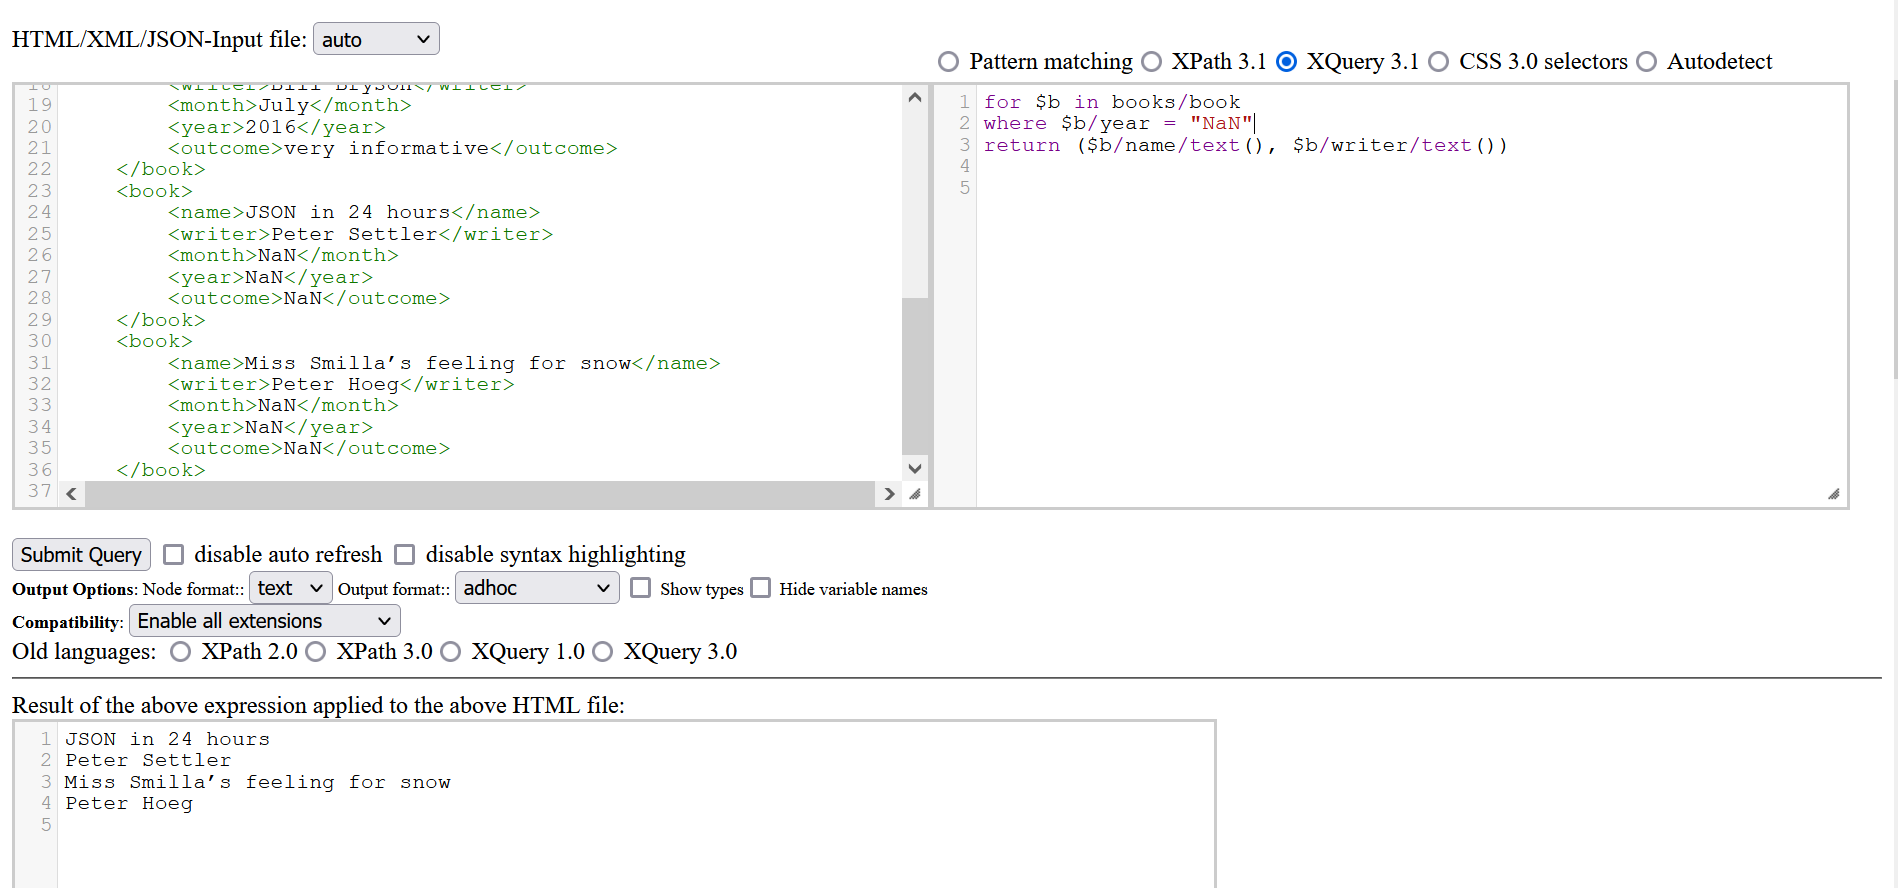 HTML/XML/JSON-Input file: auto
Pattern matching XPath 3.1 XQuery 3.1 CSS 3.0 selectors Autodetect
18 <writer>Bill Bryson</writer>
19 <month>July</month>
20 <year>2016</year>
21 <outcome>very informative</outcome>
22 </book>
23 <book>
24 <name>JSON in 24 hours</name>
25 <writer>Peter Settler</writer>
26 <month>NaN</month>
27 <year>NaN</year>
28 <outcome>NaN</outcome>
29 </book>
30 <book>
31 <name>Miss Smilla’s feeling for snow</name>
32 <writer>Peter Hoeg</writer>
33 <month>NaN</month>
34 <year>NaN</year>
35 <outcome>NaN</outcome>
36 </book>
37
1 for $b in books/book
2 where $b/year = "NaN"
3 return ($b/name/text(), $b/writer/text())
4
5
Submit Query disable auto refresh disable syntax highlighting
Output Options: Node format:: text Output format:: adhoc Show types Hide variable names
Compatibility: Enable all extensions
Old languages: XPath 2.0 XPath 3.0 XQuery 1.0 XQuery 3.0
Result of the above expression applied to the above HTML file:
1 JSON in 24 hours
2 Peter Settler
3 Miss Smilla’s feeling for snow
4 Peter Hoeg
5